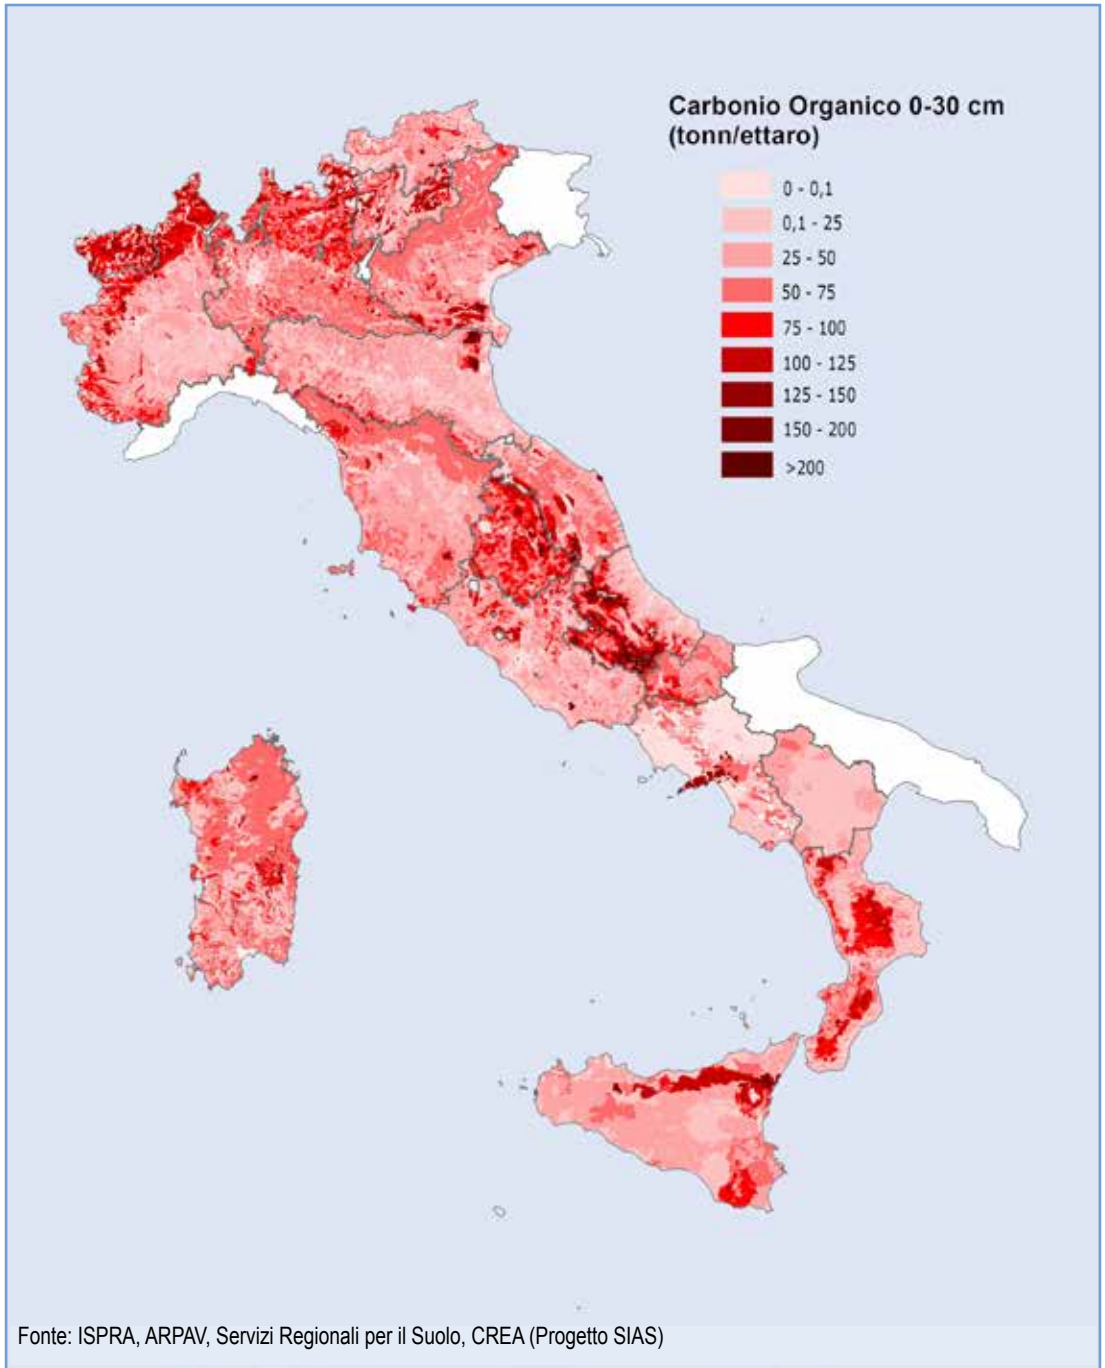 Carbonio Organico 0-30 cm
(tonn/ettaro)
0 - 0,1
0,1 - 25
25 - 50
50 - 75
75 - 100
100 - 125
125 - 150
150 - 200
>200
Fonte: ISPRA, ARPAV, Servizi Regionali per il Suolo, CREA (Progetto SIAS)